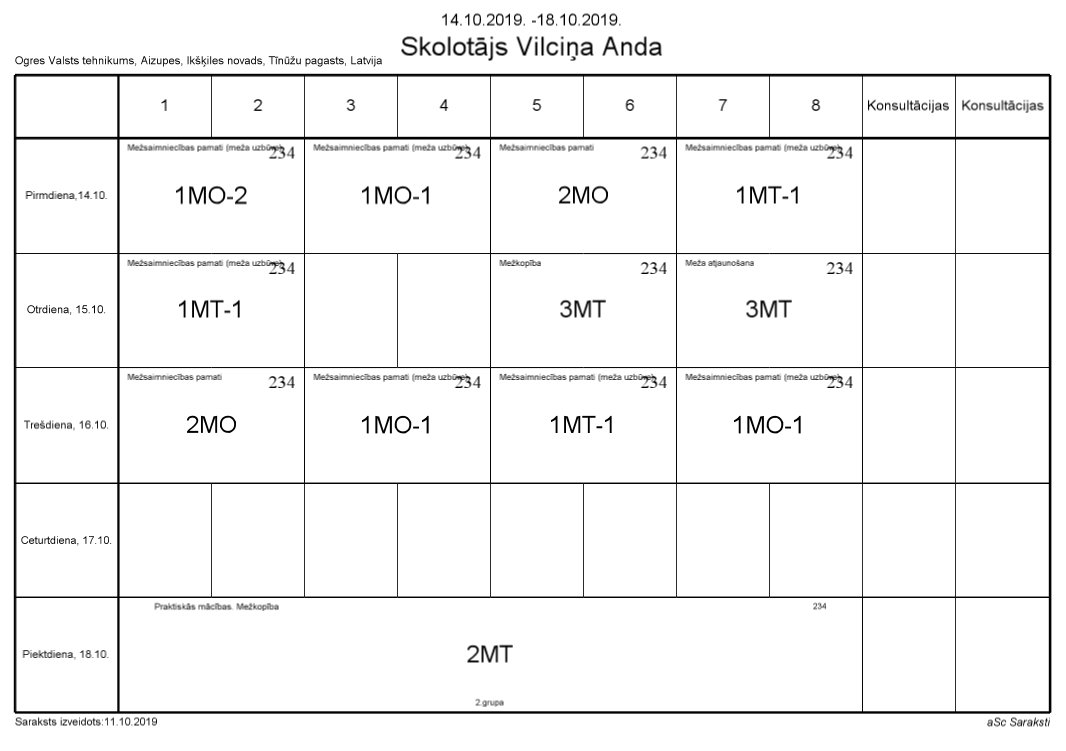 14.10.2019. -18.10.2019.
Skolotājs Vilciņa Anda
Ogres Valsts tehnikums, Aizupes, Ikšķiles novads, Tīnūžu pagasts, Latvija
1 2 3 4 5 6 7 8 Konsultācijas Konsultācijas
Mežsaimniecības pamati (meža uzbūve) 234 Mežsaimniecības pamati (meža uzbūve) 234 Mežsaimniecības pamati 234 Mežsaimniecības pamati (meža uzbūve) 234
Pirmdiena,14.10. 1MO-2 1MO-1 2MO 1MT-1
Mežsaimniecības pamati (meža uzbūve) 234 Mežkopība 234 Meža atjaunošana 234
Otrdiena, 15.10. 1MT-1 3MT 3MT
Mežsaimniecības pamati 234 Mežsaimniecības pamati (meža uzbūve) 234 Mežsaimniecības pamati (meža uzbūve) 234 Mežsaimniecības pamati (meža uzbūve) 234
Trešdiena, 16.10. 2MO 1MO-1 1MT-1 1MO-1
Ceturtdiena, 17.10.
Praktiskās mācības. Mežkopība 234
Piektdiena, 18.10. 2MT
2.grupa
Saraksts izveidots:11.10.2019 aSc Saraksti